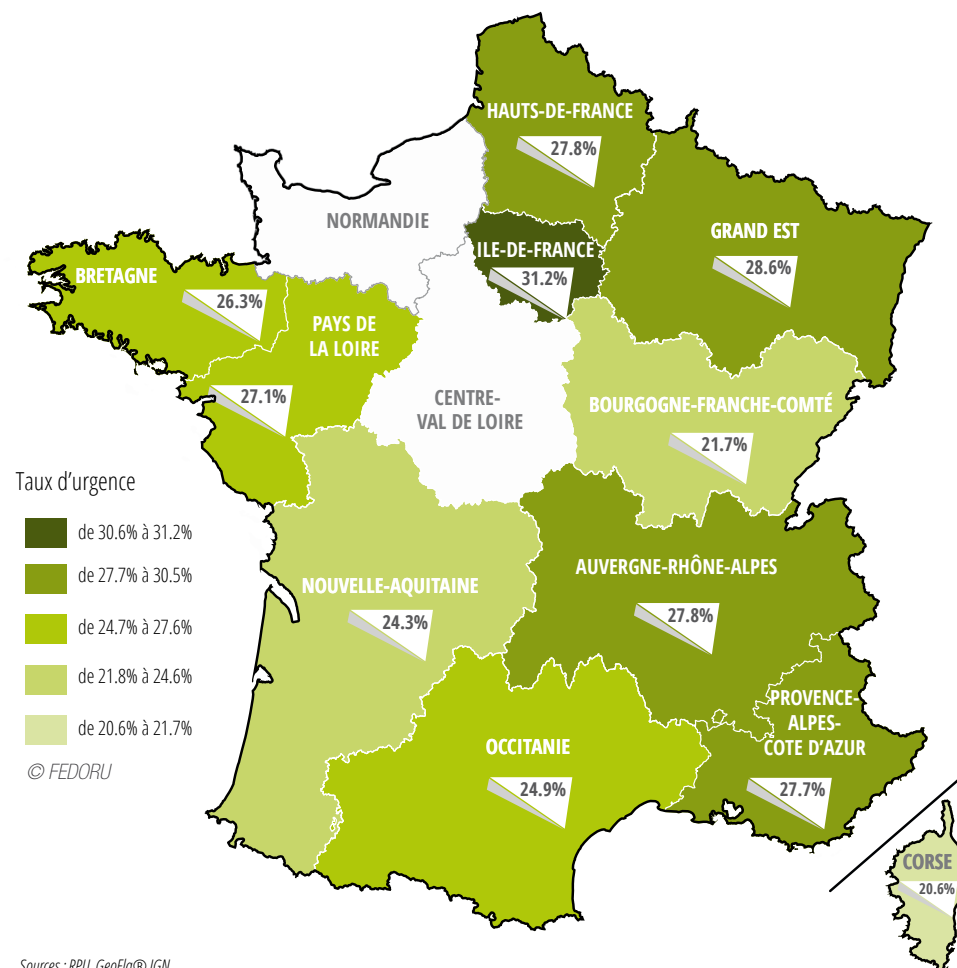 HAUTS-DE-FRANCE
27.8%
NORMANDIE
ILE-DE-FRANCE
31.2%
GRAND EST
28.6%
BRETAGNE
26.3%
PAYS DE
LA LOIRE
27.1%
CENTRE-
VAL DE LOIRE
BOURGOGNE-FRANCHE-COMTÉ
21.7%
Taux d’urgence
de 30.6% à 31.2%
de 27.7% à 30.5%
de 24.7% à 27.6%
de 21.8% à 24.6%
de 20.6% à 21.7%
© FEDORU
NOUVELLE-AQUITAINE
24.3%
AUVERGNE-RHÔNE-ALPES
27.8%
PROVENCE-
ALPES-
COTE D’AZUR
27.7%
OCCITANIE
24.9%
CORSE
20.6%
Sources : RPU, GeoFla® IGN